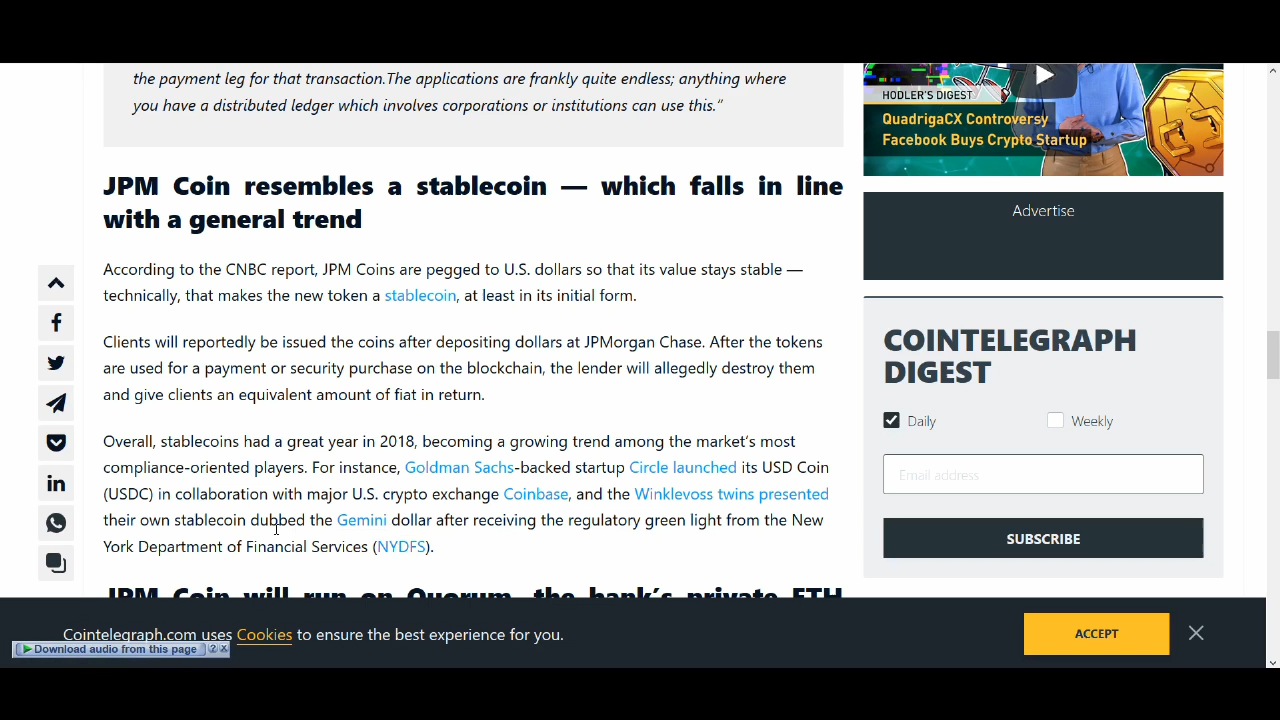 the payment leg for that transaction.The applications are frankly quite endless; anything where
you have a distributed ledger which involves corporations or institutions can use this.”
JPM Coin resembles a stablecoin — which falls in line
with a general trend
According to the CNBC report, JPM Coins are pegged to U.S. dollars so that its value stays stable —
technically, that makes the new token a stablecoin, at least in its initial form.
Clients will reportedly be issued the coins after depositing dollars at JPMorgan Chase. After the tokens
are used for a payment or security purchase on the blockchain, the lender will allegedly destroy them
and give clients an equivalent amount of fiat in return.
Overall, stablecoins had a great year in 2018, becoming a growing trend among the market’s most
compliance-oriented players. For instance, Goldman Sachs-backed startup Circle launched its USD Coin
(USDC) in collaboration with major U.S. crypto exchange Coinbase, and the Winklevoss twins presented
their own stablecoin dubbed the Gemini dollar after receiving the regulatory green light from the New
York Department of Financial Services (NYDFS).
JPM Coin will run on Quorum, the bank’s private ETH
HODLER'S DIGEST
QuadrigaCX Controversy
Facebook Buys Crypto Startup
Advertise
COINTELEGRAPH
DIGEST
Daily
Weekly
Email address
SUBSCRIBE
Cointelegraph.com uses Cookies to ensure the best experience for you.
ACCEPT
Download audio from this page